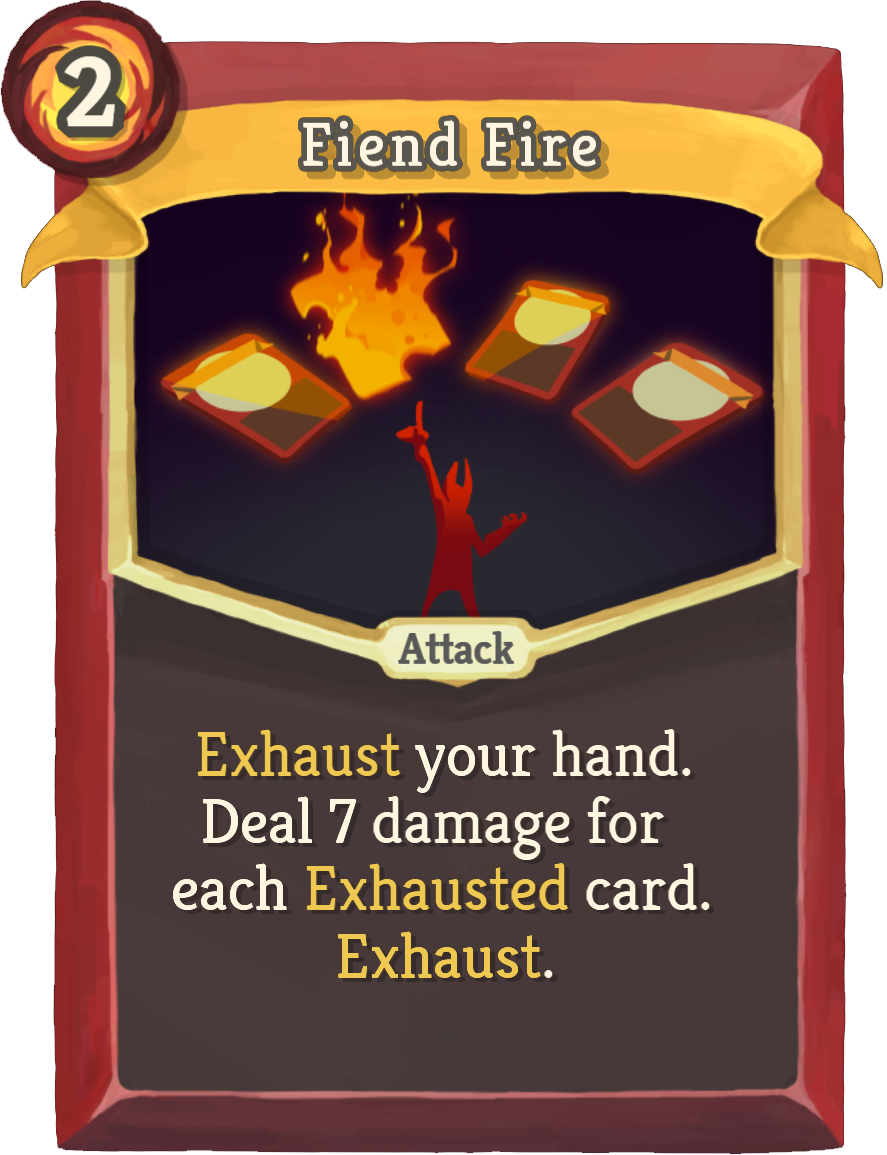 2
Fiend Fire
Attack
Exhaust your hand.
Deal 7 damage for
each Exhausted card.
Exhaust.